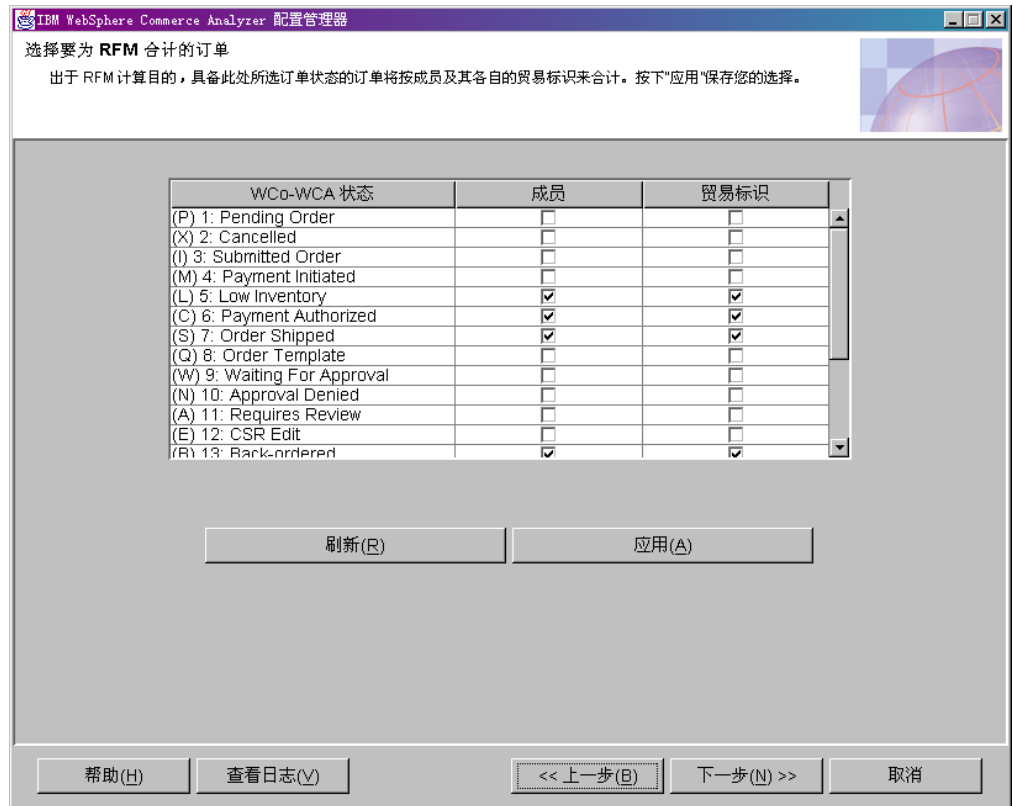 IBM WebSphere Commerce Analyzer 配置管理器
选择要为 RFM 合计的订单
出于 RFM 计算目的，具备此处所选订单状态的订单将按成员及其各自的贸易标识来合计。按下"应用"保存您的选择。
WCo-WCA 状态 成员 贸易标识
(P) 1: Pending Order
(X) 2: Cancelled
(I) 3: Submitted Order
(M) 4: Payment Initiated
(L) 5: Low Inventory
(C) 6: Payment Authorized
(S) 7: Order Shipped
(Q) 8: Order Template
(W) 9: Waiting For Approval
(N) 10: Approval Denied
(A) 11: Requires Review
(E) 12: CSR Edit
(B) 13: Back-ordered
刷新(R) 应用(A)
帮助(H) 查看日志(V) << 上一步(B) 下一步(N) >> 取消